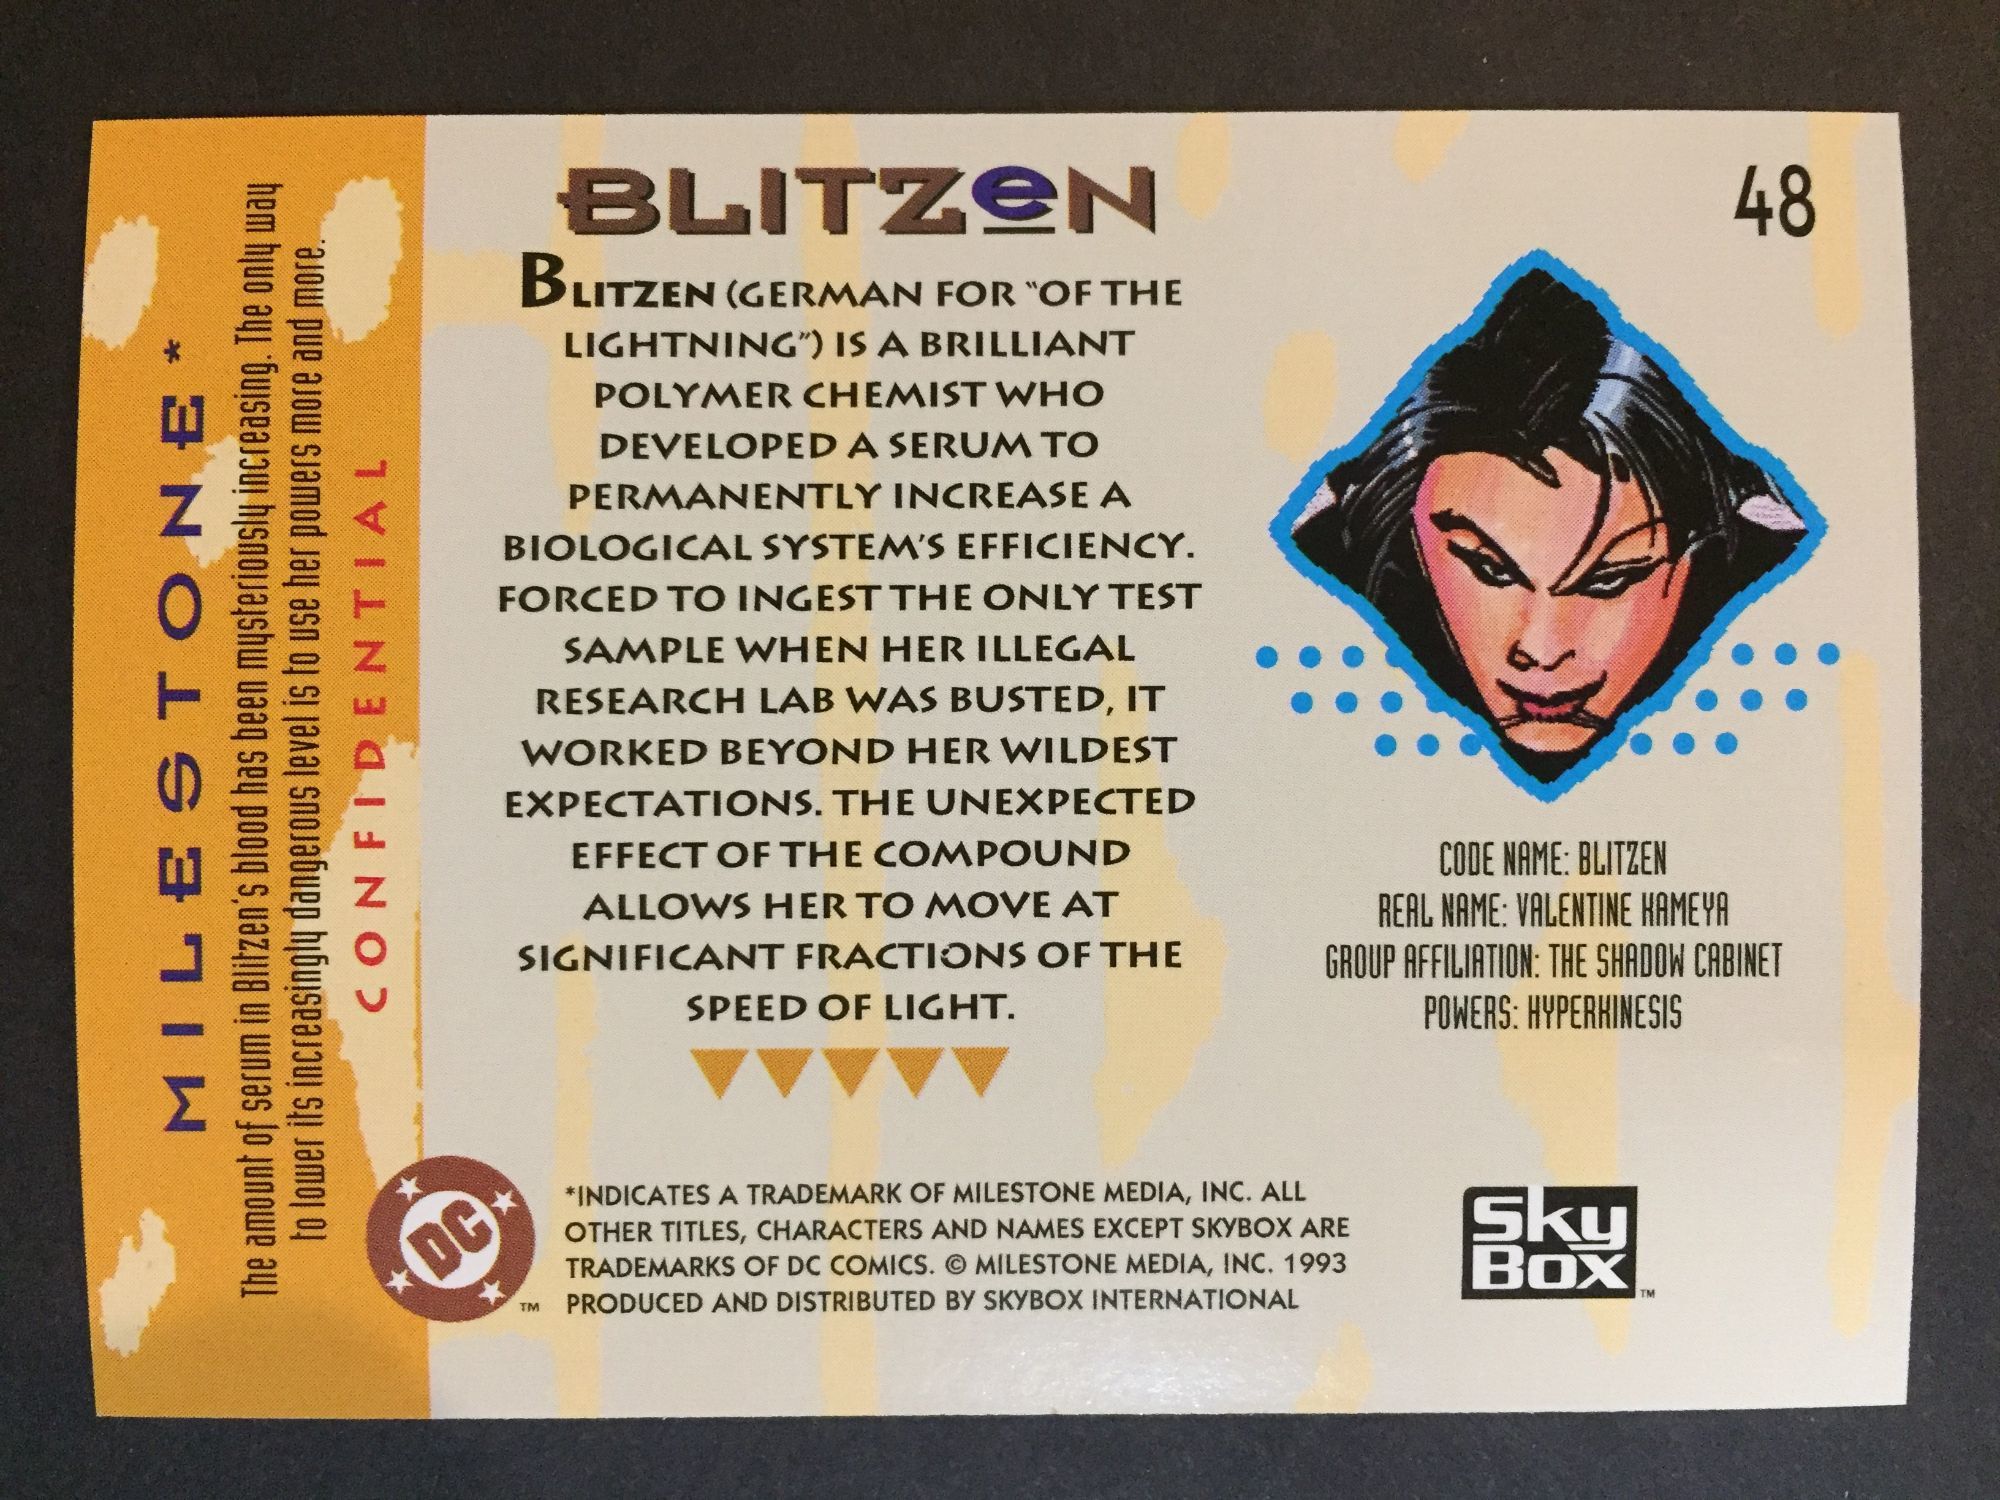 MILESTONE*
The amount of serum in Blitzen's blood has been mysteriously increasing. The only way
to lower its increasingly dangerous level is to use her powers more and more.
CONFIDENTIAL
BLITZeN
48
BLITZEN (GERMAN FOR "OF THE
LIGHTNING") IS A BRILLIANT
POLYMER CHEMIST WHO
DEVELOPED A SERUM TO
PERMANENTLY INCREASE A
BIOLOGICAL SYSTEM'S EFFICIENCY.
FORCED TO INGEST THE ONLY TEST
SAMPLE WHEN HER ILLEGAL
RESEARCH LAB WAS BUSTED, IT
WORKED BEYOND HER WILDEST
EXPECTATIONS. THE UNEXPECTED
EFFECT OF THE COMPOUND
ALLOWS HER TO MOVE AT
SIGNIFICANT FRACTIONS OF THE
SPEED OF LIGHT.
CODE NAME: BLITZEN
REAL NAME: VALENTINE KAMEYA
GROUP AFFILIATION: THE SHADOW CABINET
POWERS: HYPERKINESIS
DC TM
*INDICATES A TRADEMARK OF MILESTONE MEDIA, INC. ALL
OTHER TITLES, CHARACTERS AND NAMES EXCEPT SKYBOX ARE
TRADEMARKS OF DC COMICS. © MILESTONE MEDIA, INC. 1993
PRODUCED AND DISTRIBUTED BY SKYBOX INTERNATIONAL
Sky
Box TM